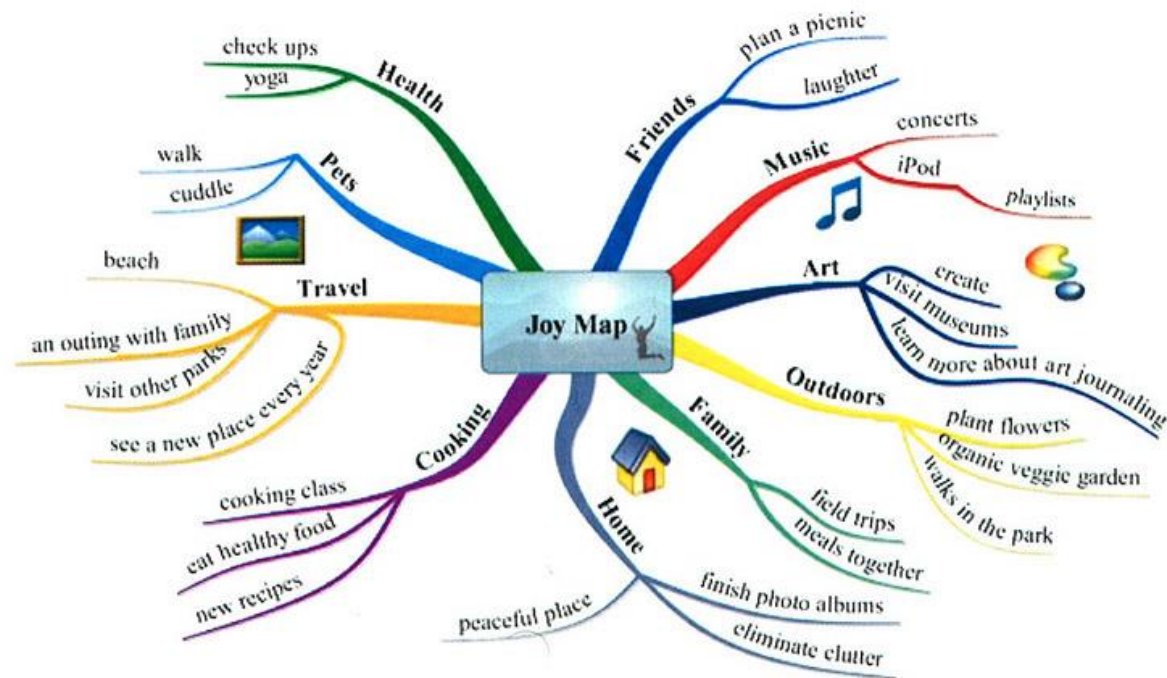 Joy Map
Friends
plan a picnic
laughter
Music
concerts
iPod
playlists
Art
create
visit museums
learn more about art journaling
Outdoors
plant flowers
organic veggie garden
walks in the park
Family
field trips
meals together
Home
finish photo albums
eliminate clutter
peaceful place
Cooking
cooking class
eat healthy food
new recipes
Travel
beach
an outing with family
visit other parks
see a new place every year
Pets
walk
cuddle
Health
check ups
yoga